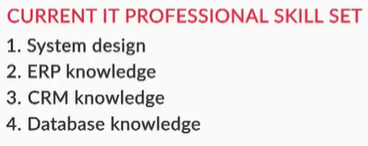 CURRENT IT PROFESSIONAL SKILL SET
1. System design
2. ERP knowledge
3. CRM knowledge
4. Database knowledge